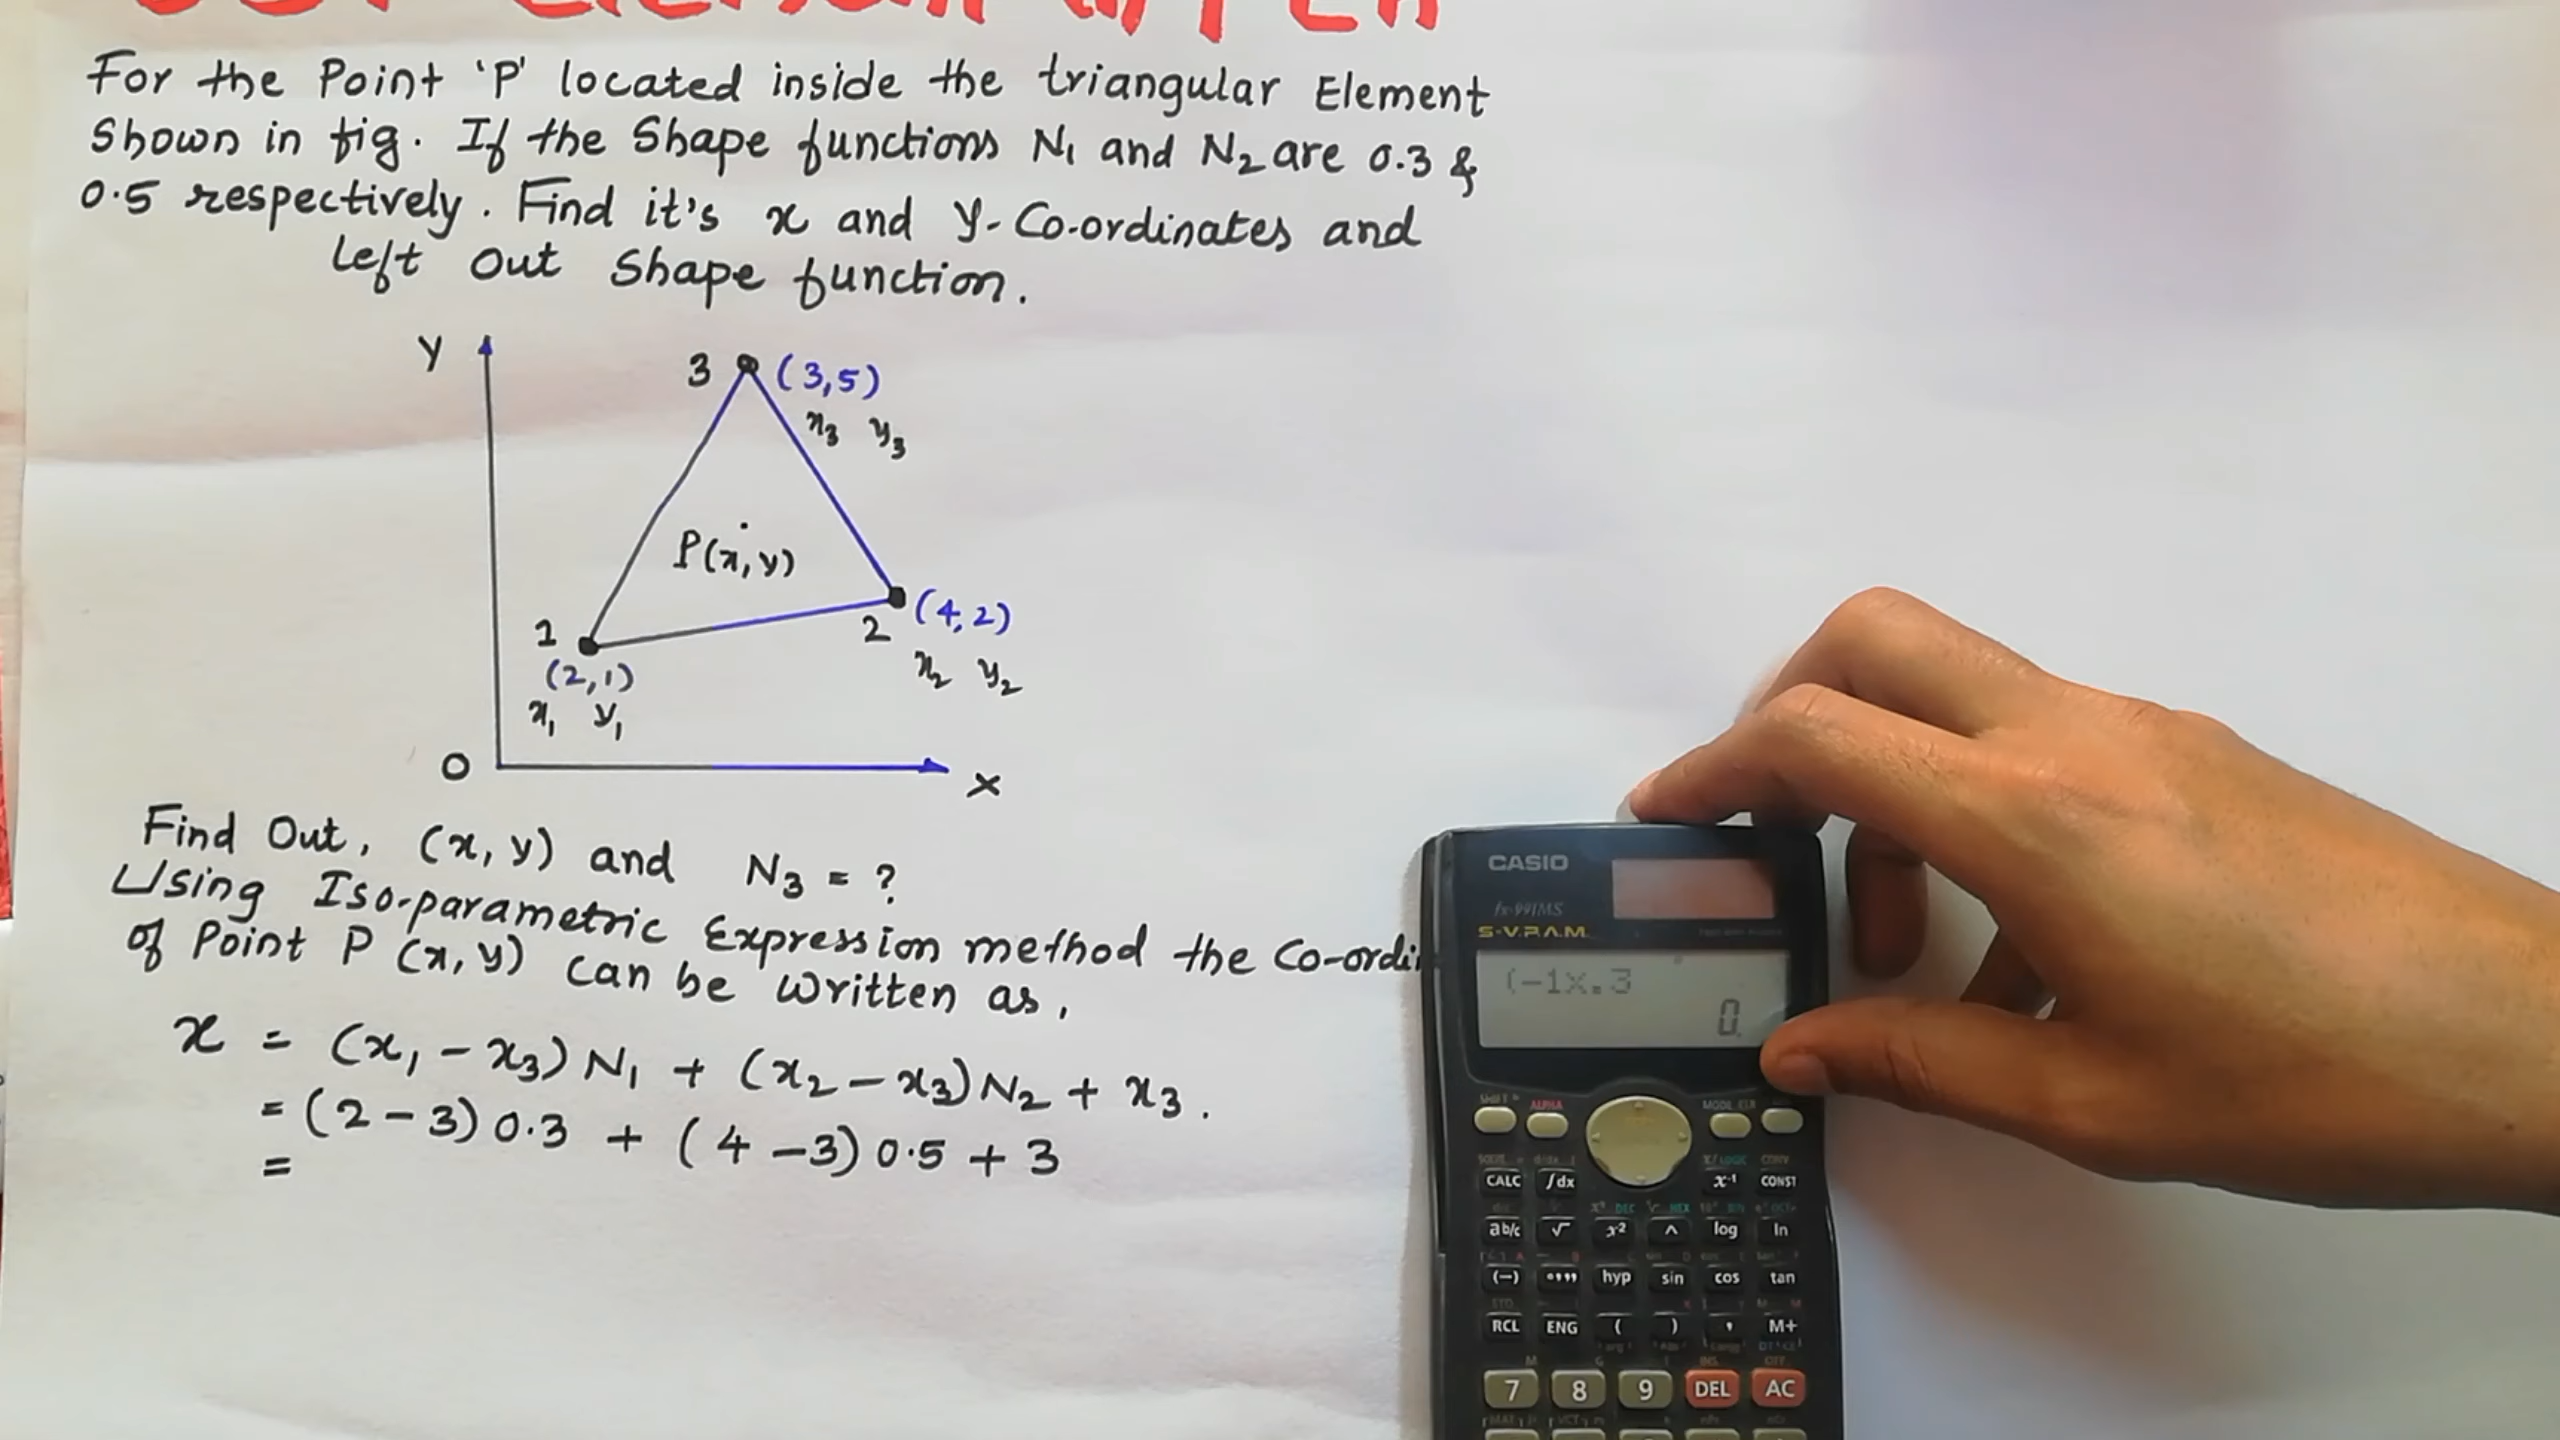 For the Point 'P' located inside the triangular Element
Shown in fig. If the Shape functions N₁ and N₂ are 0.3 &
0.5 respectively. Find it's x and y-Co-ordinates and
Left Out Shape function.
Y
3 (3,5)
x₃ y₃
P(x,y)
1
2 (4,2)
(2,1)
x₂ y₂
x₁ y₁
O
X
Find Out, (x, y) and N₃ = ?
Using Iso-parametric Expression method the Co-ordi
of Point P (x, y) can be written as,
x = (x₁ - x₃) N₁ + (x₂ - x₃) N₂ + x₃.
= (2 - 3) 0.3 + (4 - 3) 0.5 + 3
=
CASIO
fx-991MS
S-V.P.A.M.
(-1x.3
0.
ALPHA
MODE CLR
CALC ∫dx x⁻¹ CONST
ab/c √ x² ^ log ln
(-) °''' hyp sin cos tan
RCL ENG ( ) , M+
7 8 9 DEL AC